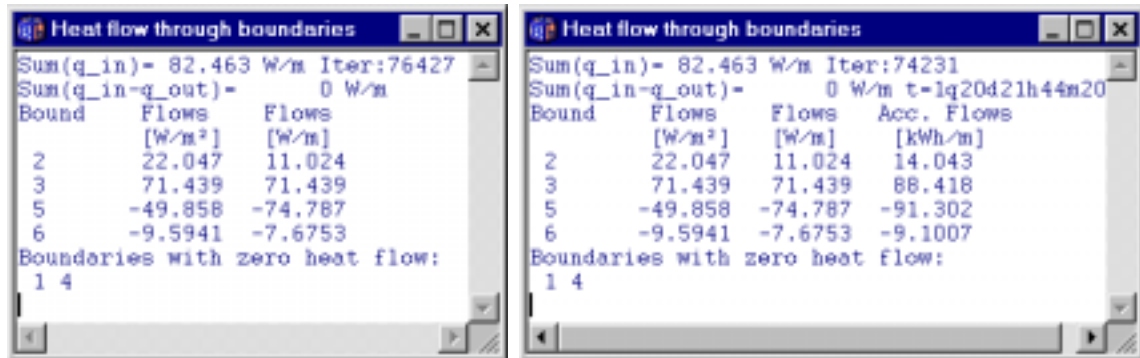 Heat flow through boundaries
Sum(q_in)= 82.463 W/m Iter:76427
Sum(q_in-q_out)= 0 W/m
Bound Flows Flows
[W/m²] [W/m]
2 22.047 11.024
3 71.439 71.439
5 -49.858 -74.787
6 -9.5941 -7.6753
Boundaries with zero heat flow:
1 4
Heat flow through boundaries
Sum(q_in)= 82.463 W/m Iter:74231
Sum(q_in-q_out)= 0 W/m t=1q20d21h44m20
Bound Flows Flows Acc. Flows
[W/m²] [W/m] [kWh/m]
2 22.047 11.024 14.043
3 71.439 71.439 88.418
5 -49.858 -74.787 -91.302
6 -9.5941 -7.6753 -9.1007
Boundaries with zero heat flow:
1 4